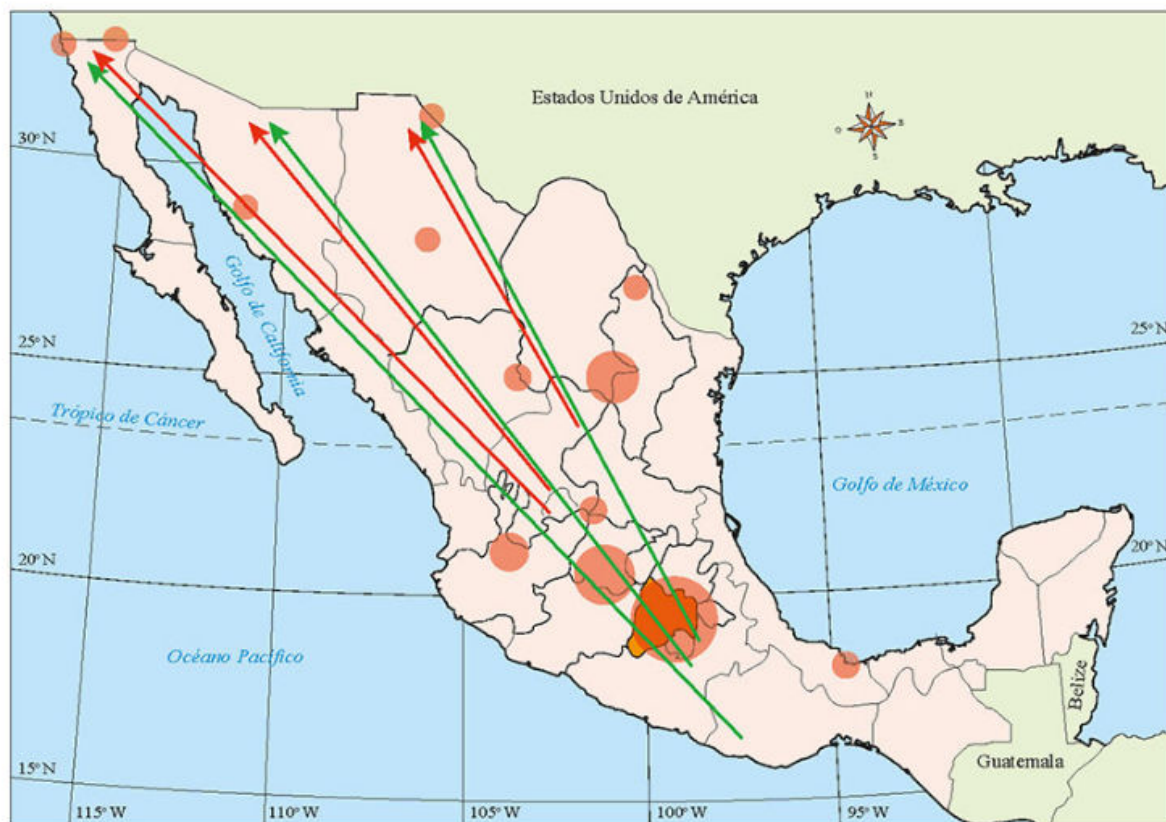 Estados Unidos de América
N
O
E
S
30° N
Golfo de California
25° N
25° N
Trópico de Cáncer
Golfo de México
20° N
20° N
Océano Pacífico
Belize
Guatemala
15° N
115° W
110° W
105° W
100° W
95° W